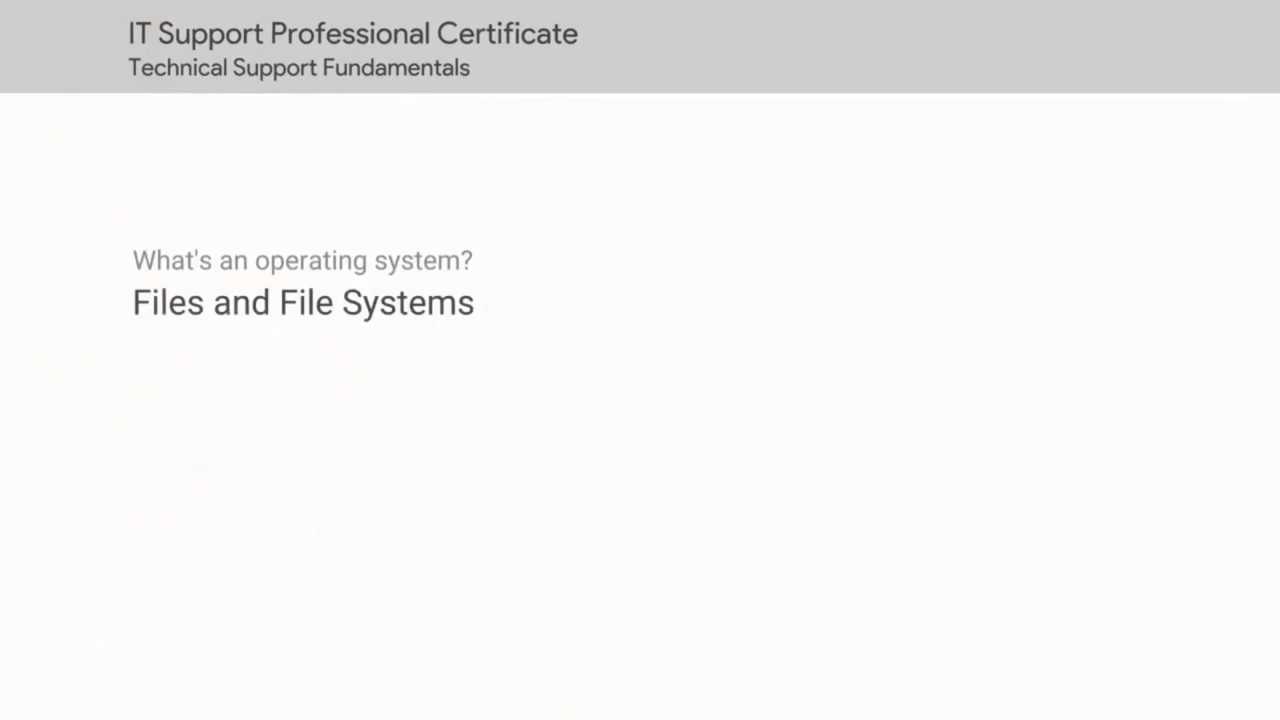 IT Support Professional Certificate
Technical Support Fundamentals
What's an operating system?
Files and File Systems